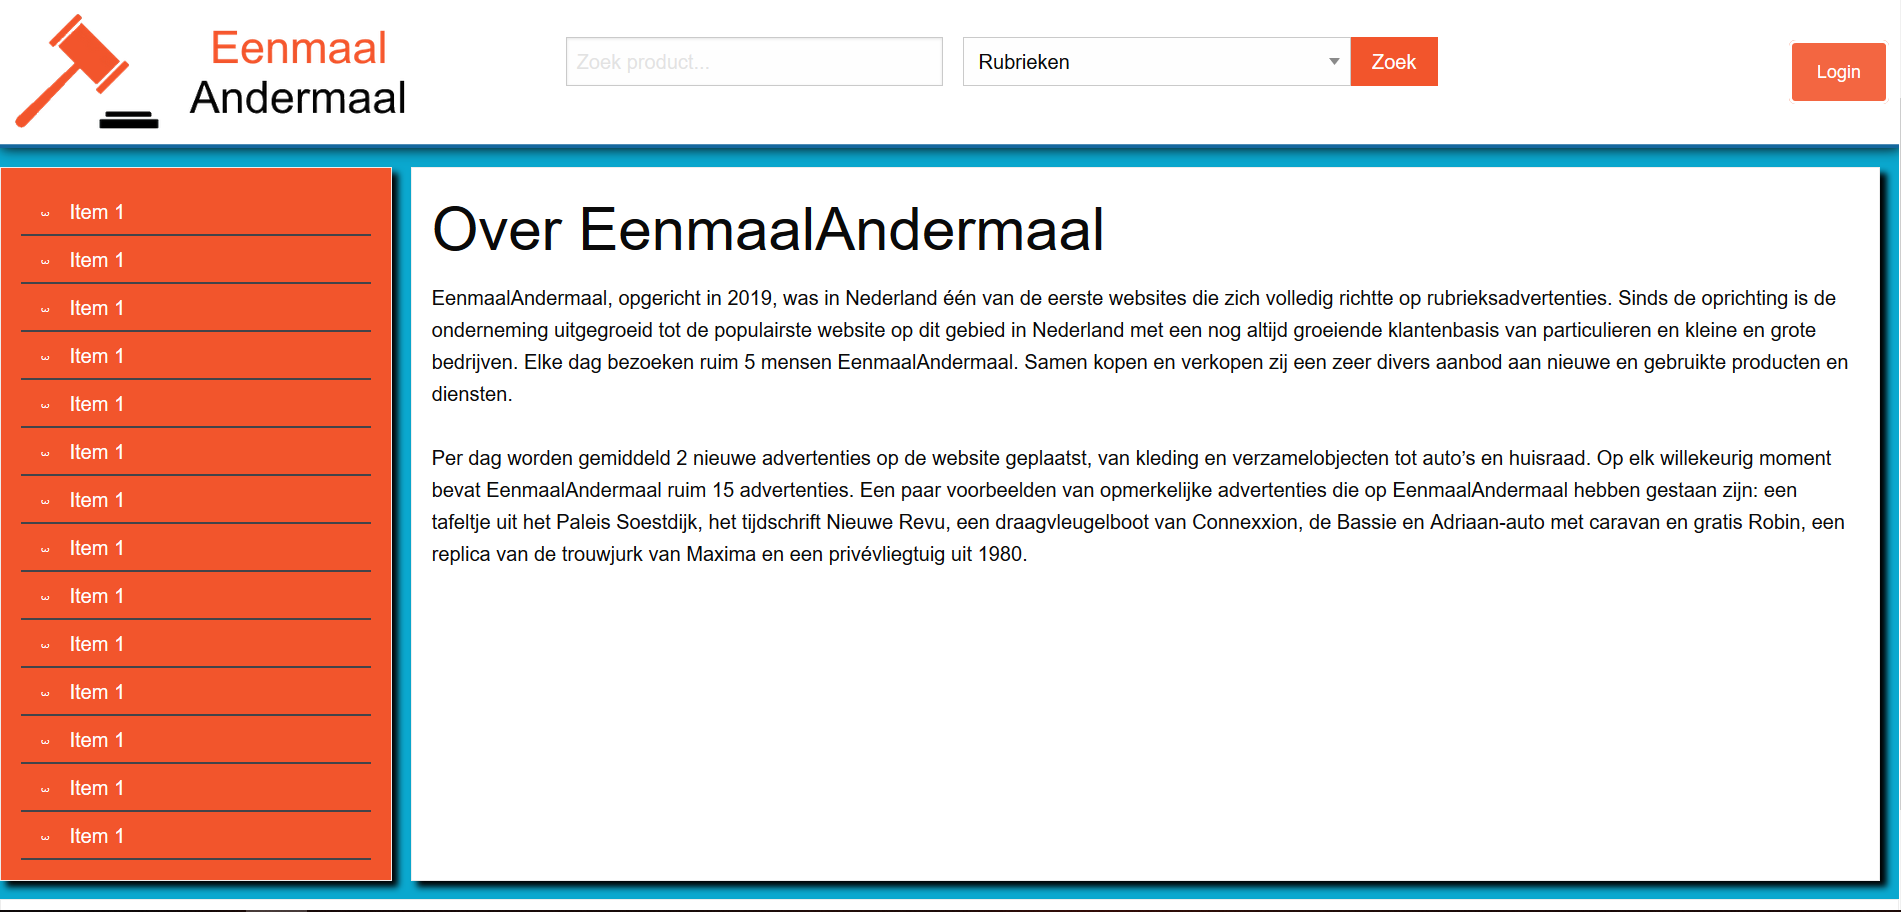 Eenmaal
Andermaal
Zoek product...
Rubrieken
Zoek
Login
Item 1
Item 1
Item 1
Item 1
Item 1
Item 1
Item 1
Item 1
Item 1
Item 1
Item 1
Item 1
Item 1
Item 1
Over EenmaalAndermaal
EenmaalAndermaal, opgericht in 2019, was in Nederland één van de eerste websites die zich volledig richtte op rubrieksadvertenties. Sinds de oprichting is de
onderneming uitgegroeid tot de populairste website op dit gebied in Nederland met een nog altijd groeiende klantenbasis van particulieren en kleine en grote
bedrijven. Elke dag bezoeken ruim 5 mensen EenmaalAndermaal. Samen kopen en verkopen zij een zeer divers aanbod aan nieuwe en gebruikte producten en
diensten.
Per dag worden gemiddeld 2 nieuwe advertenties op de website geplaatst, van kleding en verzamelobjecten tot auto’s en huisraad. Op elk willekeurig moment
bevat EenmaalAndermaal ruim 15 advertenties. Een paar voorbeelden van opmerkelijke advertenties die op EenmaalAndermaal hebben gestaan zijn: een
tafeltje uit het Paleis Soestdijk, het tijdschrift Nieuwe Revu, een draagvleugelboot van Connexxion, de Bassie en Adriaan-auto met caravan en gratis Robin, een
replica van de trouwjurk van Maxima en een privévliegtuig uit 1980.